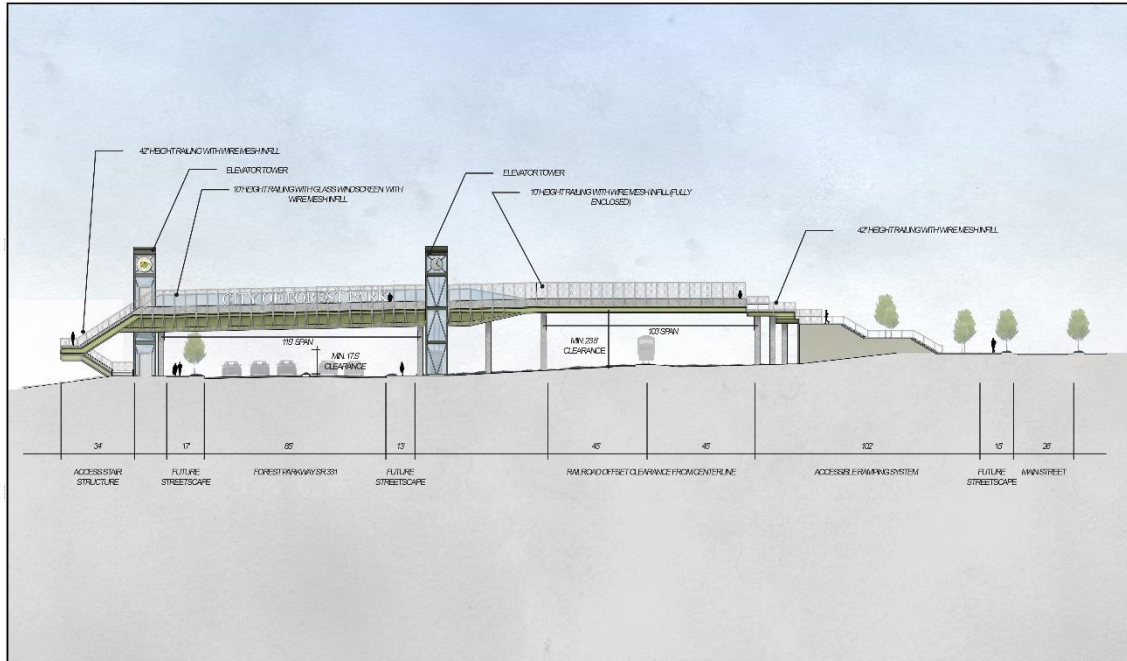 42" HEIGHT RAILING WITH WIRE MESH INFILL
ELEVATOR TOWER
10' HEIGHT RAILING WITH GLASS WINDSCREEN WITH
WIRE MESH INFILL
ELEVATOR TOWER
10' HEIGHT RAILING WITH WIRE MESH INFILL (FULLY
ENCLOSED)
42" HEIGHT RAILING WITH WIRE MESH INFILL
CITY OF FOREST PARK
115' SPAN
MIN. 17.5'
CLEARANCE
103' SPAN
MIN. 23.8'
CLEARANCE
34'
17'
85'
13'
45'
45'
102'
15'
28'
ACCESS STAIR
STRUCTURE
FUTURE
STREETSCAPE
FOREST PARKWAY SR 331
FUTURE
STREETSCAPE
RAILROAD OFFSET CLEARANCE FROM CENTERLINE
ACCESSIBLE RAMPING SYSTEM
FUTURE
STREETSCAPE
MAIN STREET